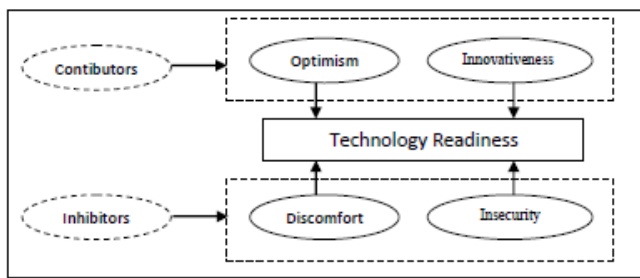 Optimism
Innovativeness
Contibutors
Technology Readiness
Inhibitors
Discomfort
Insecurity